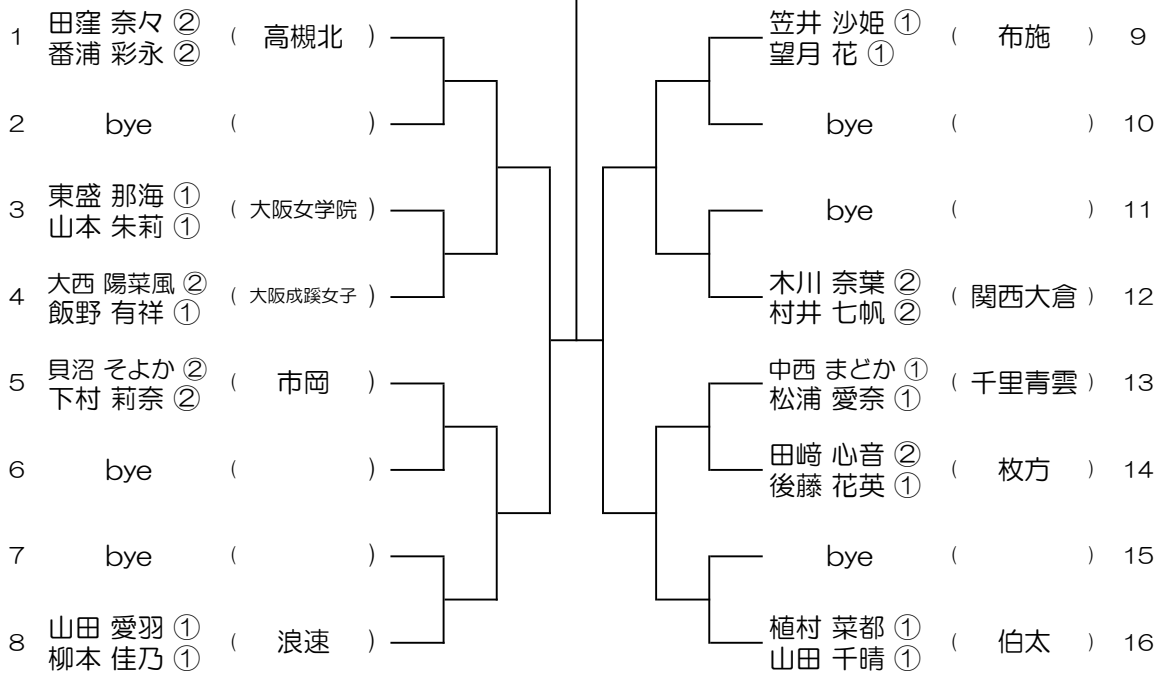 1 田窪 奈々 ② ( 高槻北 )
番浦 彩永 ②
2 bye ( )
3 東盛 那海 ① ( 大阪女学院 )
山本 朱莉 ①
4 大西 陽菜風 ② ( 大阪成蹊女子 )
飯野 有祥 ①
5 貝沼 そよか ② ( 市岡 )
下村 莉奈 ②
6 bye ( )
7 bye ( )
8 山田 愛羽 ① ( 浪速 )
柳本 佳乃 ①
笠井 沙姫 ① ( 布施 ) 9
望月 花 ①
bye ( ) 10
bye ( ) 11
木川 奈葉 ② ( 関西大倉 ) 12
村井 七帆 ②
中西 まどか ① ( 千里青雲 ) 13
松浦 愛奈 ①
田﨑 心音 ② ( 枚方 ) 14
後藤 花英 ①
bye ( ) 15
植村 菜都 ① ( 伯太 ) 16
山田 千晴 ①